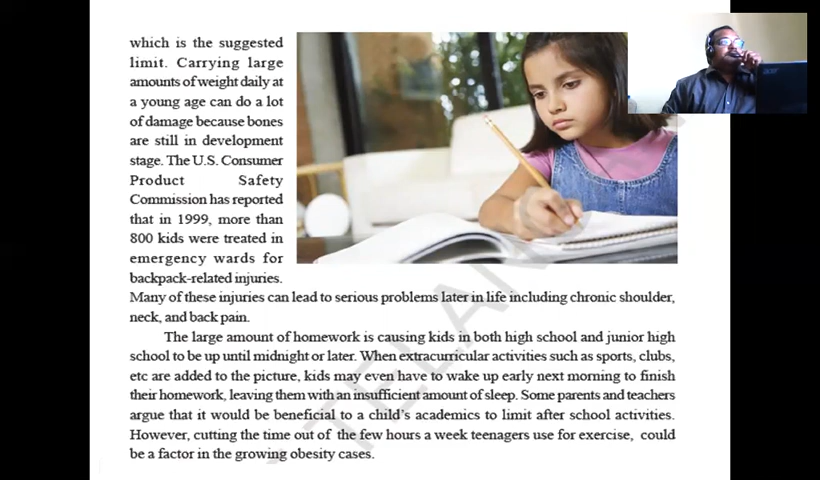 which is the suggested
limit. Carrying large
amounts of weight daily at
a young age can do a lot
of damage because bones
are still in development
stage. The U.S. Consumer
Product Safety
Commission has reported
that in 1999, more than
800 kids were treated in
emergency wards for
backpack-related injuries.
Many of these injuries can lead to serious problems later in life including chronic shoulder,
neck, and back pain.
The large amount of homework is causing kids in both high school and junior high
school to be up until midnight or later. When extracurricular activities such as sports, clubs,
etc are added to the picture, kids may even have to wake up early next morning to finish
their homework, leaving them with an insufficient amount of sleep. Some parents and teachers
argue that it would be beneficial to a child's academics to limit after school activities.
However, cutting the time out of the few hours a week teenagers use for exercise, could
be a factor in the growing obesity cases.